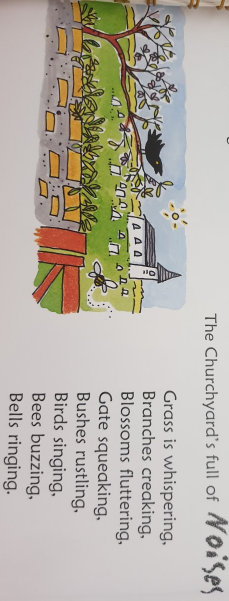 The Churchyard's full of Noises
Grass is whispering,
Branches creaking,
Blossoms fluttering,
Gate squeaking,
Bushes rustling,
Birds singing,
Bees buzzing,
Bells ringing.